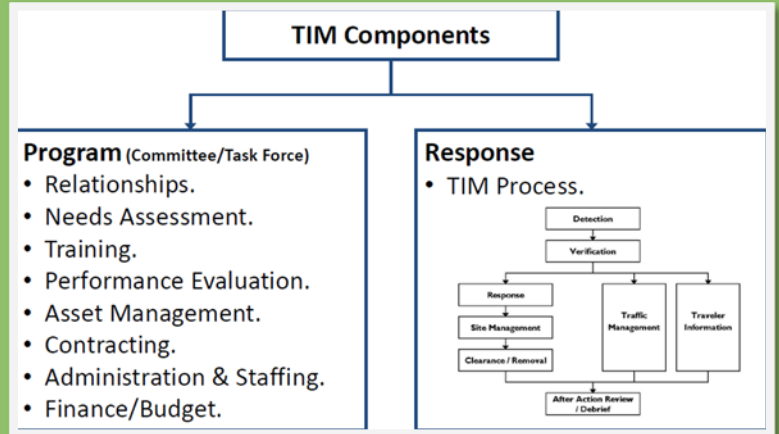 TIM Components
Program (Committee/Task Force)
• Relationships.
• Needs Assessment.
• Training.
• Performance Evaluation.
• Asset Management.
• Contracting.
• Administration & Staffing.
• Finance/Budget.
Response
• TIM Process.
Detection
Verification
Response
Site Management
Clearance / Removal
Traffic
Management
Traveler
Information
After Action Review
/ Debrief